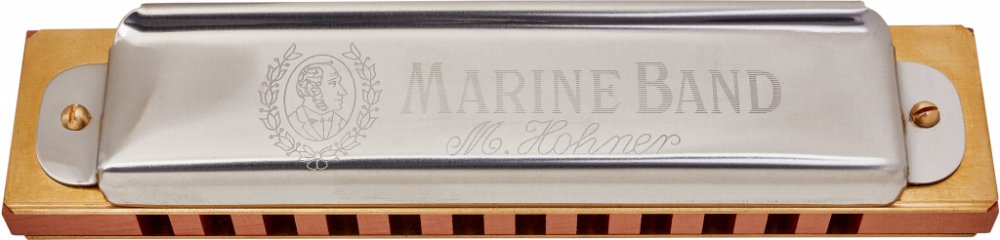 MARINE BAND
M. Hohner